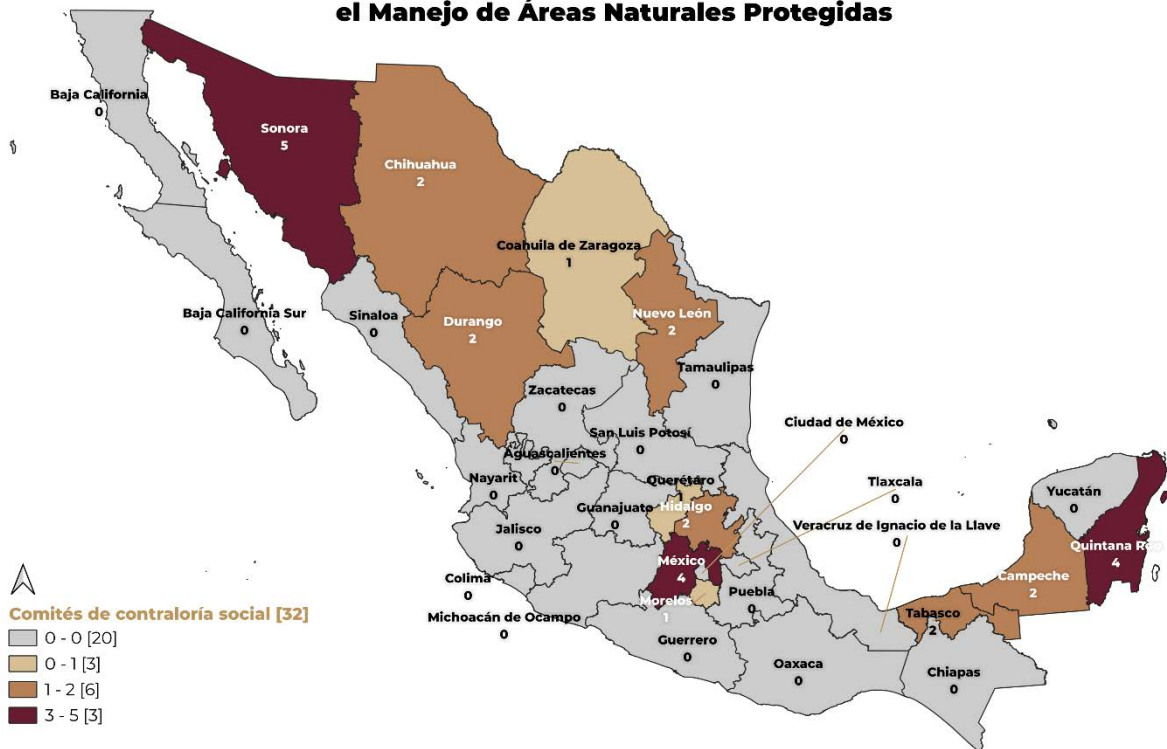 el Manejo de Áreas Naturales Protegidas
Baja California
0
Sonora
5
Chihuahua
2
Coahuila de Zaragoza
1
Baja California Sur
0
Sinaloa
0
Durango
2
Nuevo León
2
Tamaulipas
0
Zacatecas
0
San Luis Potosí
0
Ciudad de México
0
Aguascalientes
0
Nayarit
0
Querétaro
1
Guanajuato
0
Hidalgo
2
Tlaxcala
0
Yucatán
0
Jalisco
0
Veracruz de Ignacio de la Llave
0
Quintana Roo
4
México
4
Colima
0
Morelos
1
Puebla
0
Campeche
2
Michoacán de Ocampo
0
Tabasco
2
Guerrero
0
Oaxaca
0
Chiapas
0
Comités de contraloría social [32]
0 - 0 [20]
0 - 1 [3]
1 - 2 [6]
3 - 5 [3]